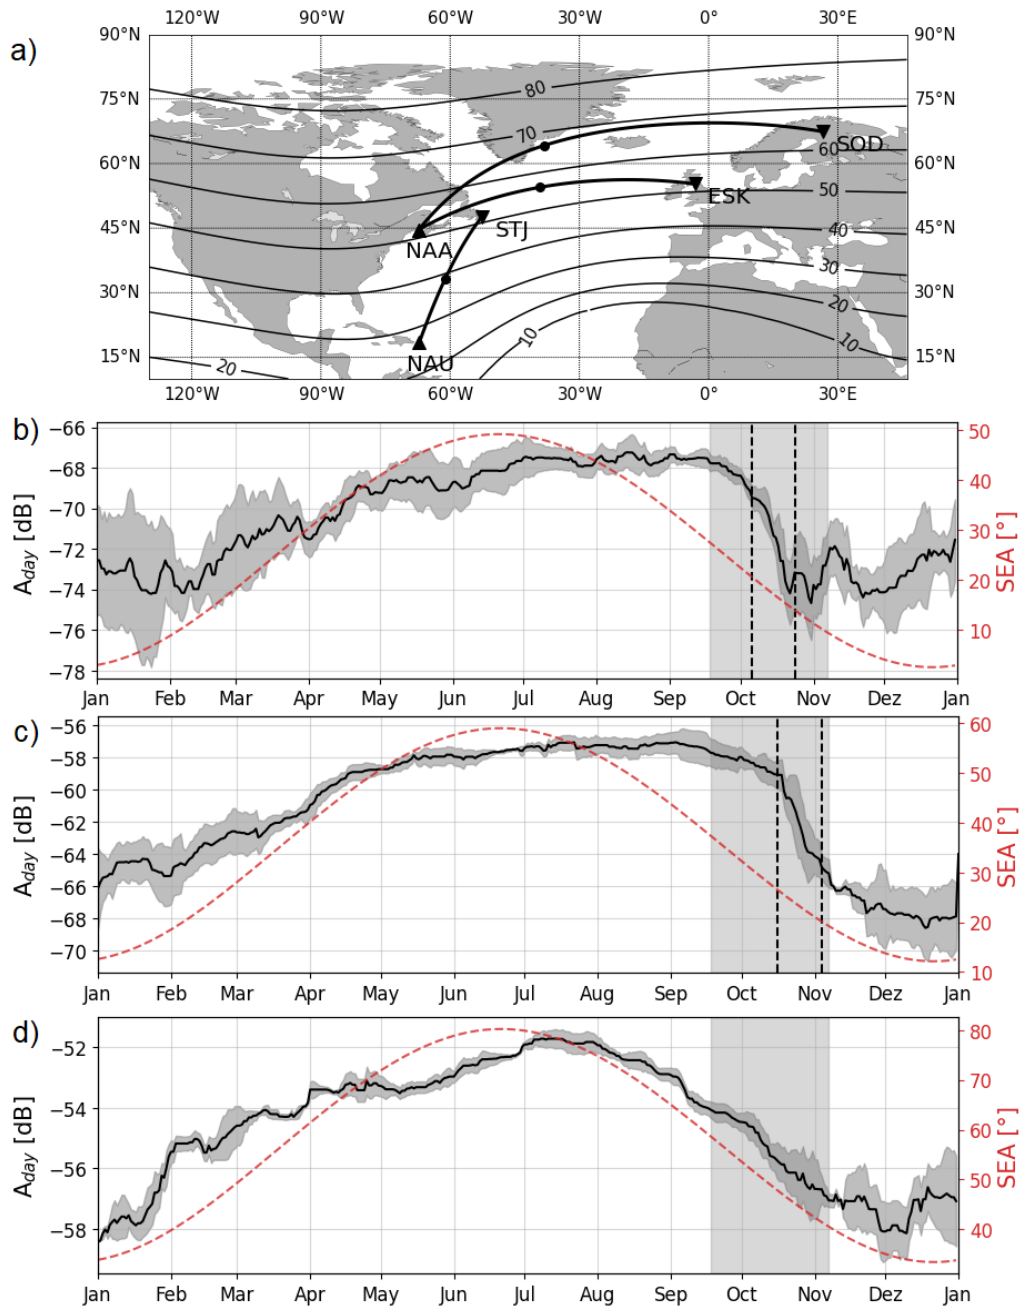 120°W 90°W 60°W 30°W 0° 30°E
a)
90°N 90°N
75°N 75°N
60°N 60°N
45°N 45°N
30°N 30°N
15°N 15°N
80
70
60
50
40
30
20
10
10
20
SOD
ESK
STJ
NAA
NAU
120°W 90°W 60°W 30°W 0° 30°E
b)
A_day [dB]
−66
−68
−70
−72
−74
−76
−78
50
40
30
20
10
SEA [°]
Jan Feb Mar Apr May Jun Jul Aug Sep Oct Nov Dez Jan
c)
A_day [dB]
−56
−58
−60
−62
−64
−66
−68
−70
60
50
40
30
20
10
SEA [°]
Jan Feb Mar Apr May Jun Jul Aug Sep Oct Nov Dez Jan
d)
A_day [dB]
−52
−54
−56
−58
80
70
60
50
40
SEA [°]
Jan Feb Mar Apr May Jun Jul Aug Sep Oct Nov Dez Jan